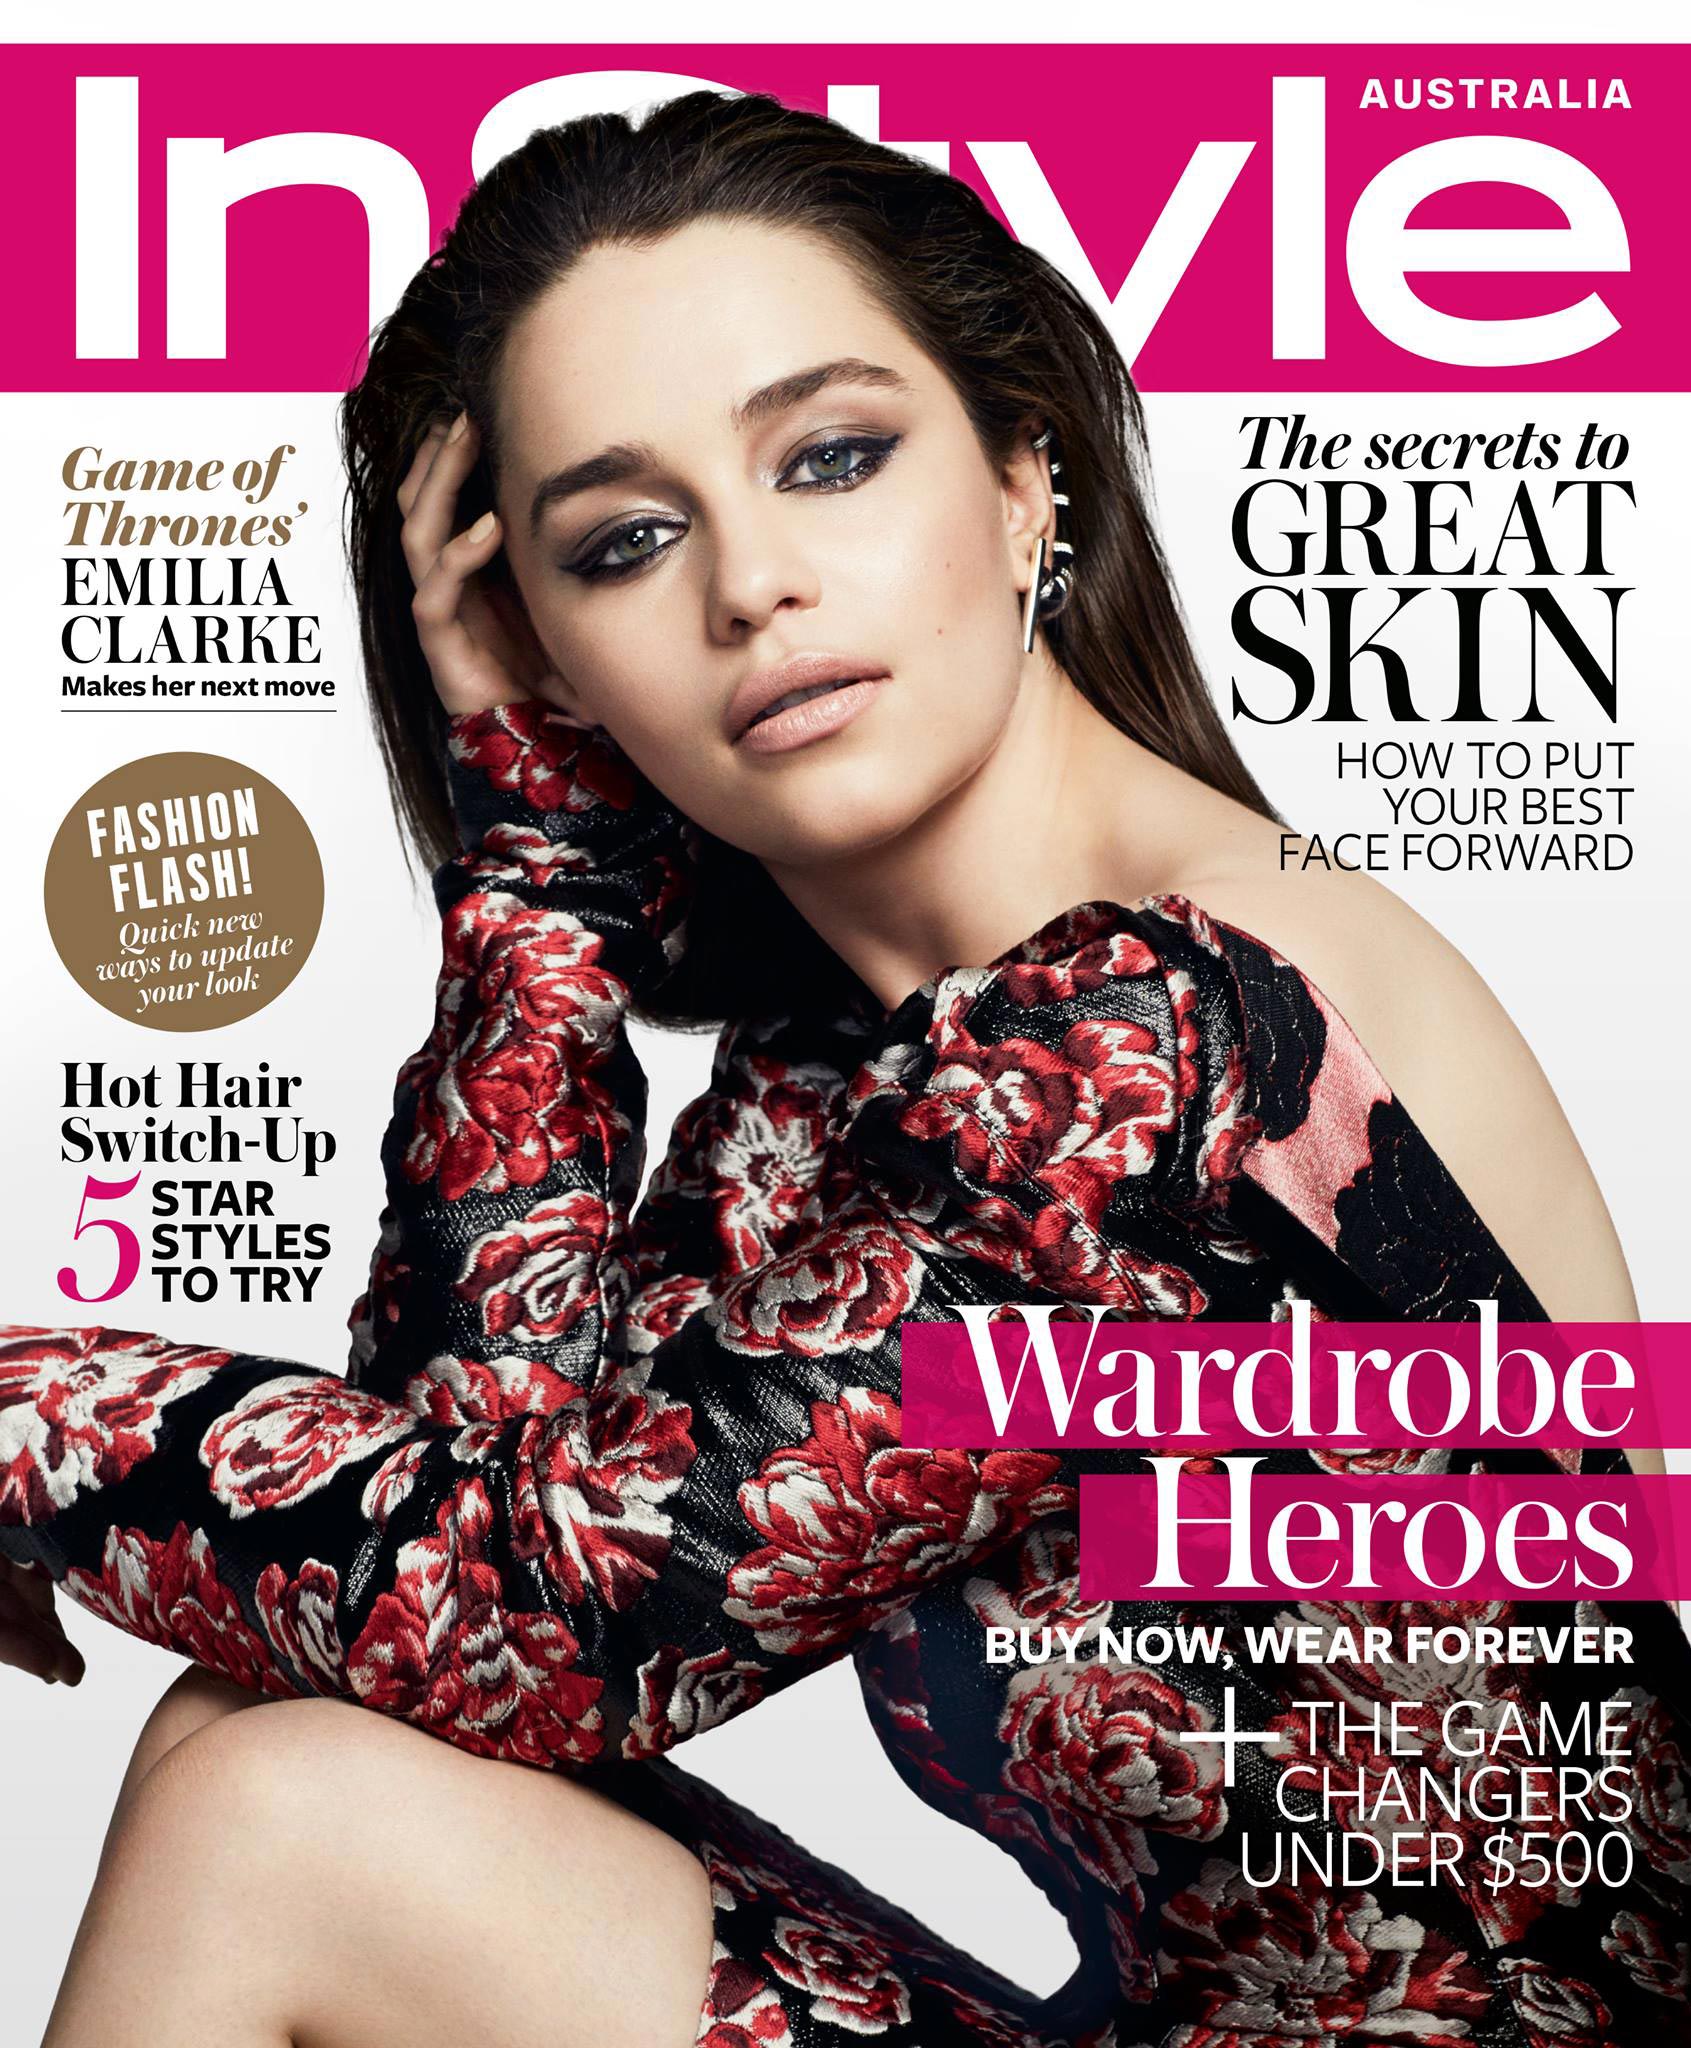 AUSTRALIA
InStyle
Game of
Thrones’
EMILIA
CLARKE
Makes her next move
FASHION
FLASH!
Quick new
ways to update
your look
Hot Hair
Switch-Up
5 STAR
STYLES
TO TRY
The secrets to
GREAT
SKIN
HOW TO PUT
YOUR BEST
FACE FORWARD
Wardrobe
Heroes
BUY NOW, WEAR FOREVER
+ THE GAME
CHANGERS
UNDER $500